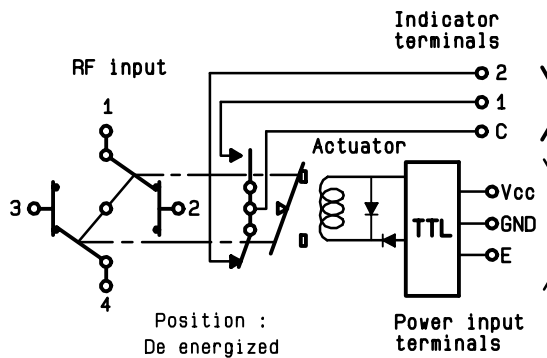 Indicator
terminals
RF input
2
1
1
C
Actuator
3
2
Vcc
TTL
GND
E
4
Position :
De energized
Power input
terminals